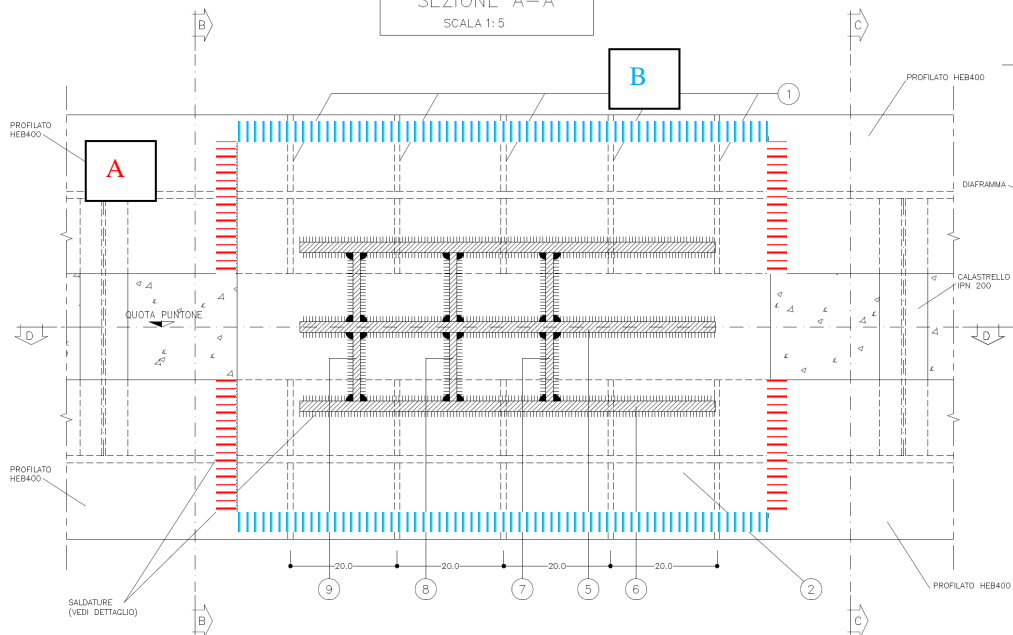 SEZIONE A-A
SCALA 1:5
B
C
B
1
PROFILATO HEB400
PROFILATO
HEB400
A
DIAFRAMMA
CALASTRELLO
IPN 200
QUOTA PUNTONE
D
D
PROFILATO
HEB400
20.0
20.0
20.0
20.0
9
8
7
5
6
2
PROFILATO HEB400
SALDATURE
(VEDI DETTAGLIO)
B
C